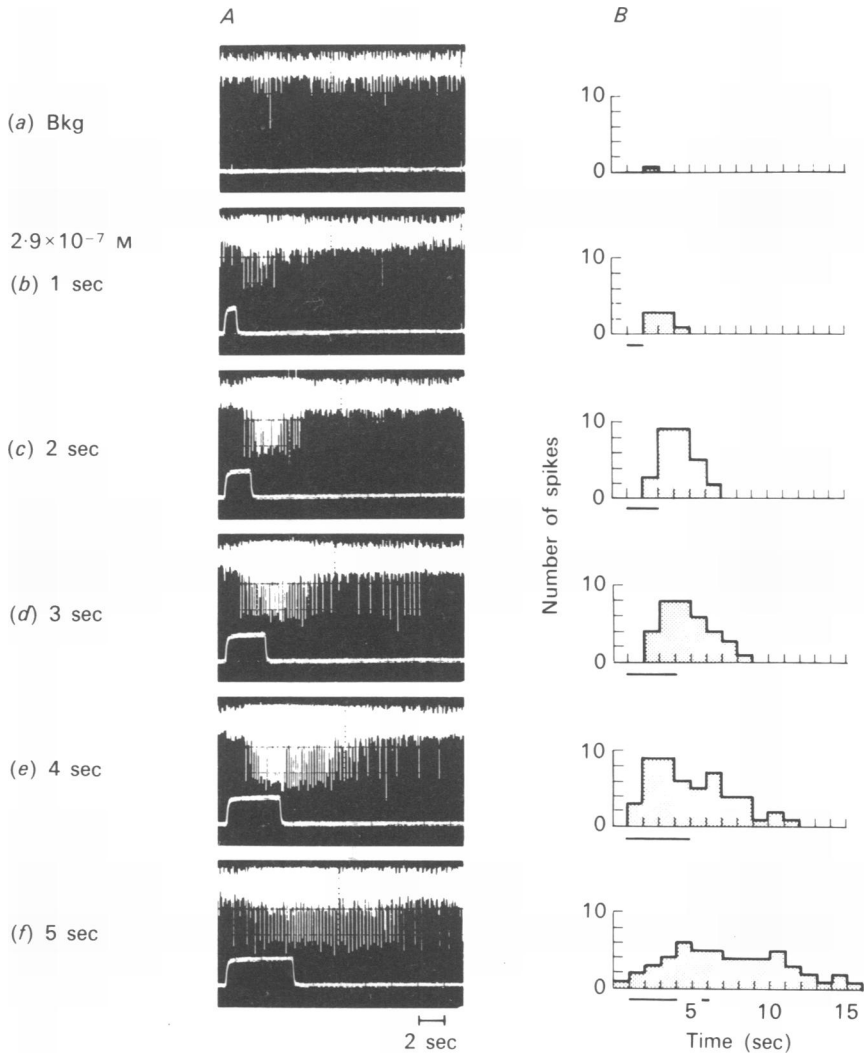 A B
(a) Bkg
10
0
2·9×10⁻⁷ M
(b) 1 sec
10
0
(c) 2 sec
10
0
Number of spikes
(d) 3 sec
10
0
(e) 4 sec
10
0
(f) 5 sec
10
0
5 10 15
2 sec
Time (sec)